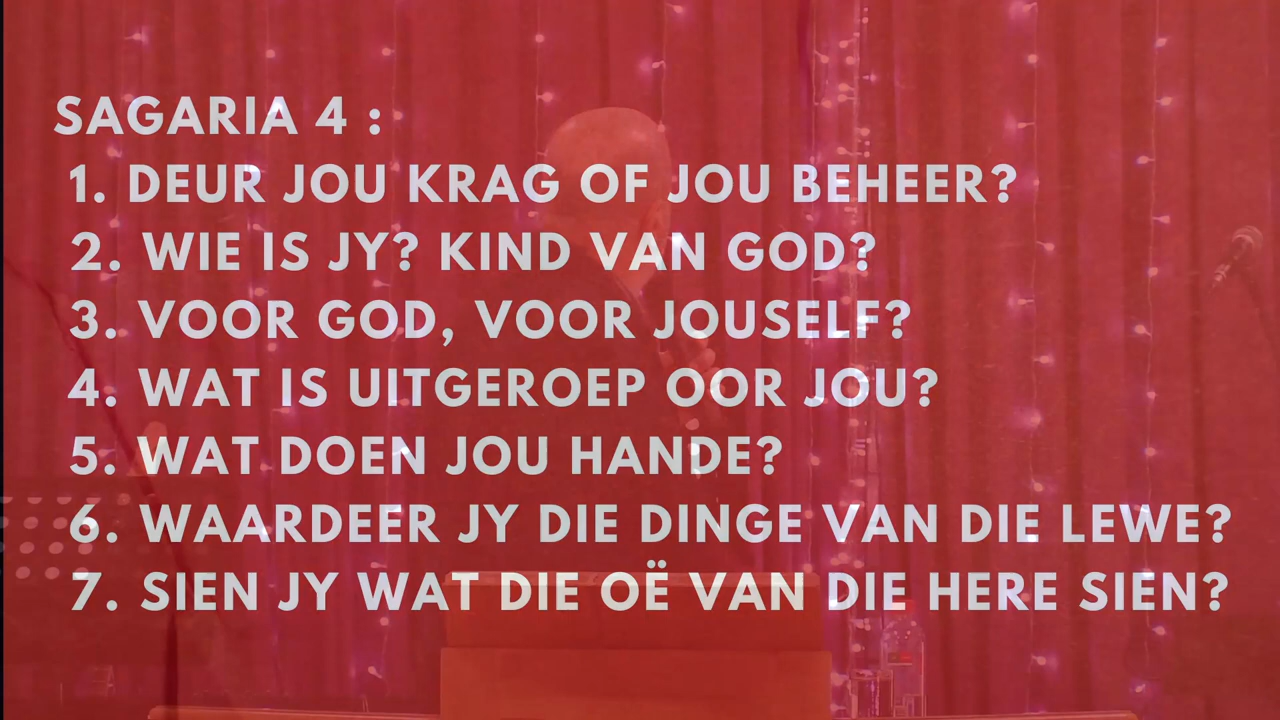 SAGARIA 4 :
1. DEUR JOU KRAG OF JOU BEHEER?
2. WIE IS JY? KIND VAN GOD?
3. VOOR GOD, VOOR JOUSELF?
4. WAT IS UITGEROEP OOR JOU?
5. WAT DOEN JOU HANDE?
6. WAARDEER JY DIE DINGE VAN DIE LEWE?
7. SIEN JY WAT DIE OË VAN DIE HERE SIEN?